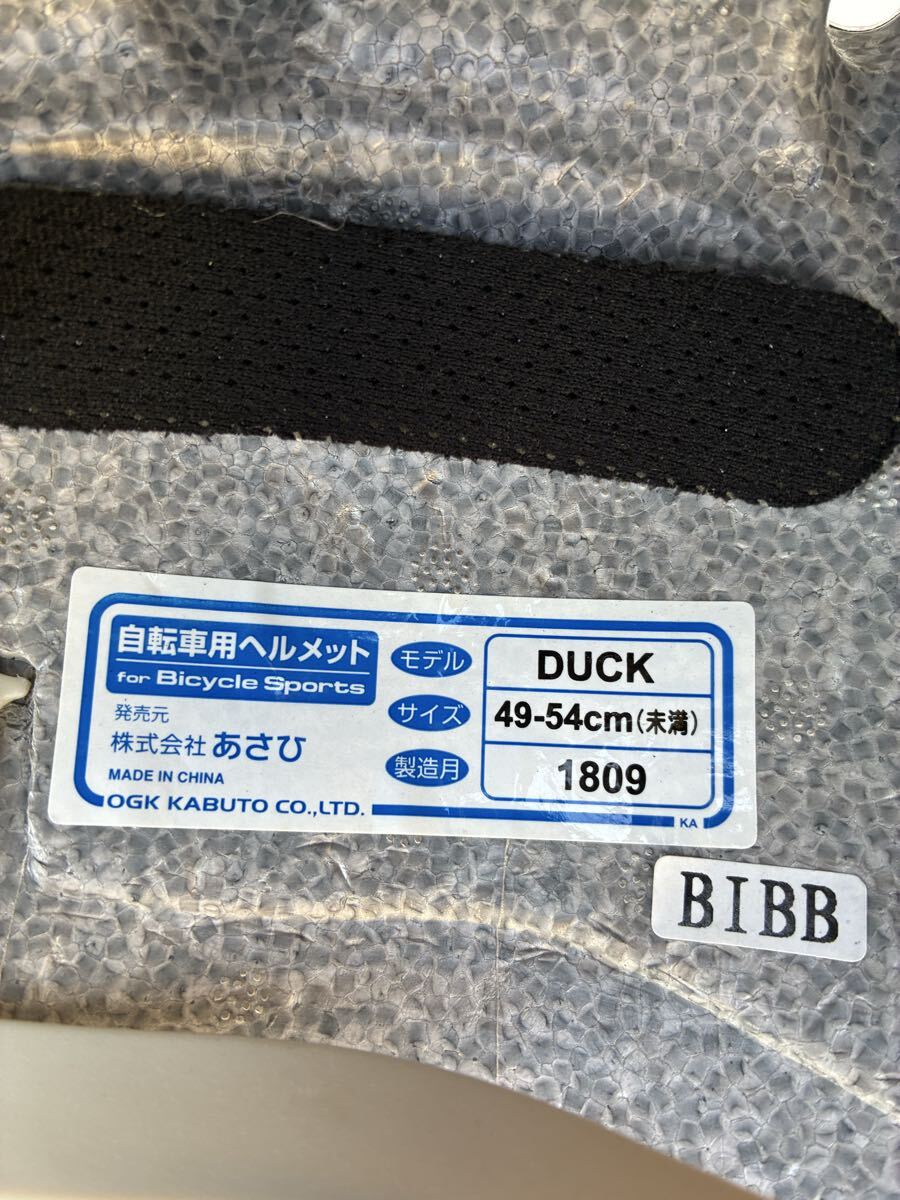 自転車用ヘルメット
for Bicycle Sports
発売元
株式会社 あさひ
MADE IN CHINA
OGK KABUTO CO.,LTD.
モデル DUCK
サイズ 49-54cm(未満)
製造月 1809
KA
BIBB